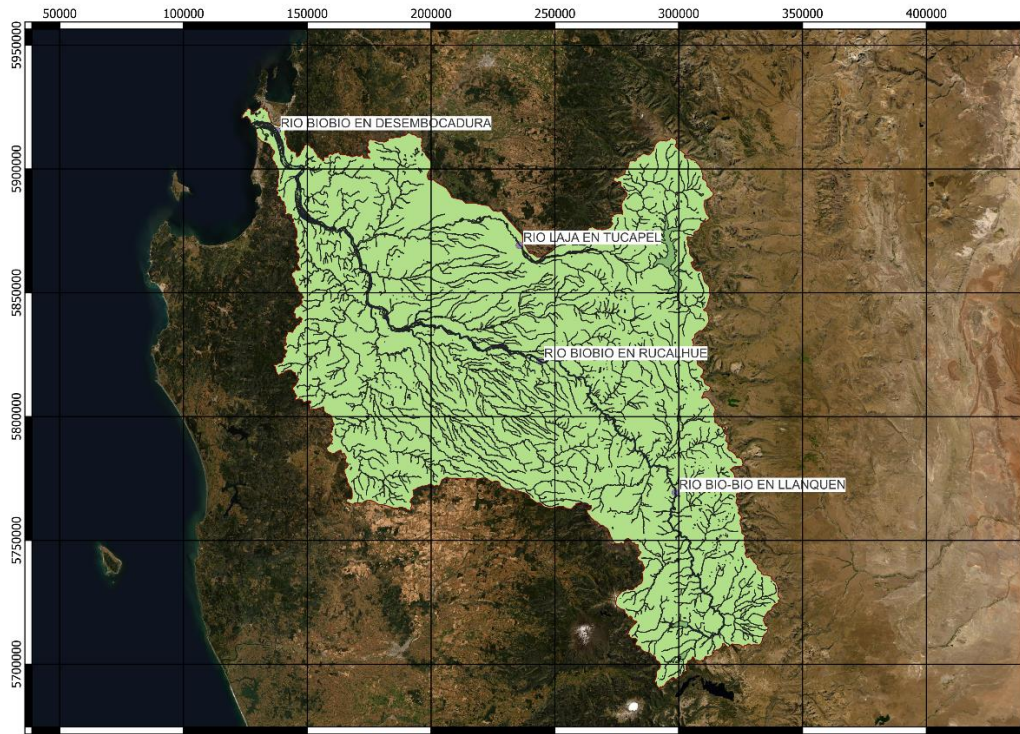 50000 100000 150000 200000 250000 300000 350000 400000
5950000
RIO BIOBIO EN DESEMBOCADURA
5900000
RIO LAJA EN TUCAPEL
5850000
RIO BIOBIO EN RUCALHUE
5800000
RIO BIO-BIO EN LLANQUEN
5750000
5700000